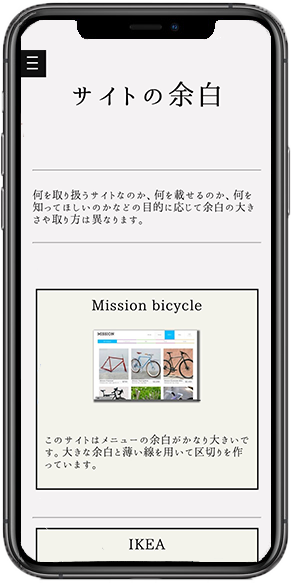 サイトの余白
何を取り扱うサイトなのか、何を載せるのか、何を
知ってほしいのかなどの目的に応じて余白の大き
さや取り方は異なります。
Mission bicycle
MISSION
このサイトはメニューの余白がかなり大きいで
す。大きな余白と薄い線を用いて区切りを作
っています。
IKEA